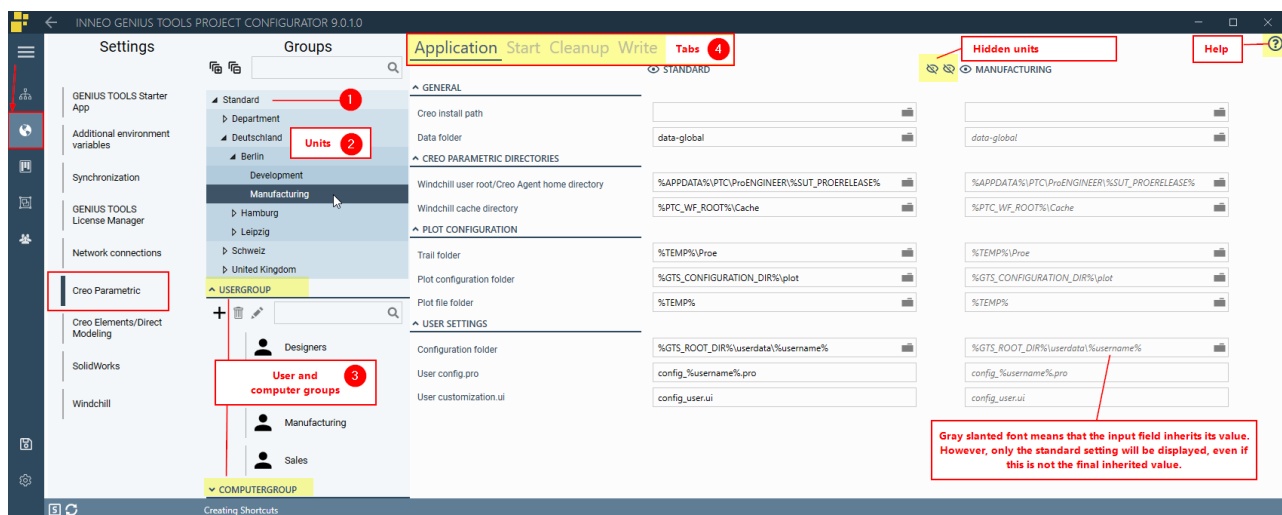 INNEO GENIUS TOOLS PROJECT CONFIGURATOR 9.0.1.0
Settings
GENIUS TOOLS Starter
App
Additional environment
variables
Synchronization
GENIUS TOOLS
License Manager
Network connections
Creo Parametric
Creo Elements/Direct
Modeling
SolidWorks
Windchill
Groups
Standard
1
Department
Deutschland
Units 2
Berlin
Development
Manufacturing
Hamburg
Leipzig
Schweiz
United Kingdom
USERGROUP
Designers
User and 3
computer groups
Manufacturing
Sales
COMPUTERGROUP
Application Start Cleanup Write
Tabs 4
Hidden units
Help
STANDARD
MANUFACTURING
GENERAL
Creo install path
Data folder
data-global
data-global
CREO PARAMETRIC DIRECTORIES
Windchill user root/Creo Agent home directory
%APPDATA%\PTC\ProENGINEER\%SUT_PROERELEASE%
%APPDATA%\PTC\ProENGINEER\%SUT_PROERELEASE%
Windchill cache directory
%PTC_WF_ROOT%\Cache
%PTC_WF_ROOT%\Cache
PLOT CONFIGURATION
Trail folder
%TEMP%\Proe
%TEMP%\Proe
Plot configuration folder
%GTS_CONFIGURATION_DIR%\plot
%GTS_CONFIGURATION_DIR%\plot
Plot file folder
%TEMP%
%TEMP%
USER SETTINGS
Configuration folder
%GTS_ROOT_DIR%\userdata\%username%
%GTS_ROOT_DIR%\userdata\%username%
User config.pro
config_%username%.pro
config_%username%.pro
User customization.ui
config_user.ui
config_user.ui
Gray slanted font means that the input field inherits its value.
However, only the standard setting will be displayed, even if
this is not the final inherited value.
S
Creating Shortcuts